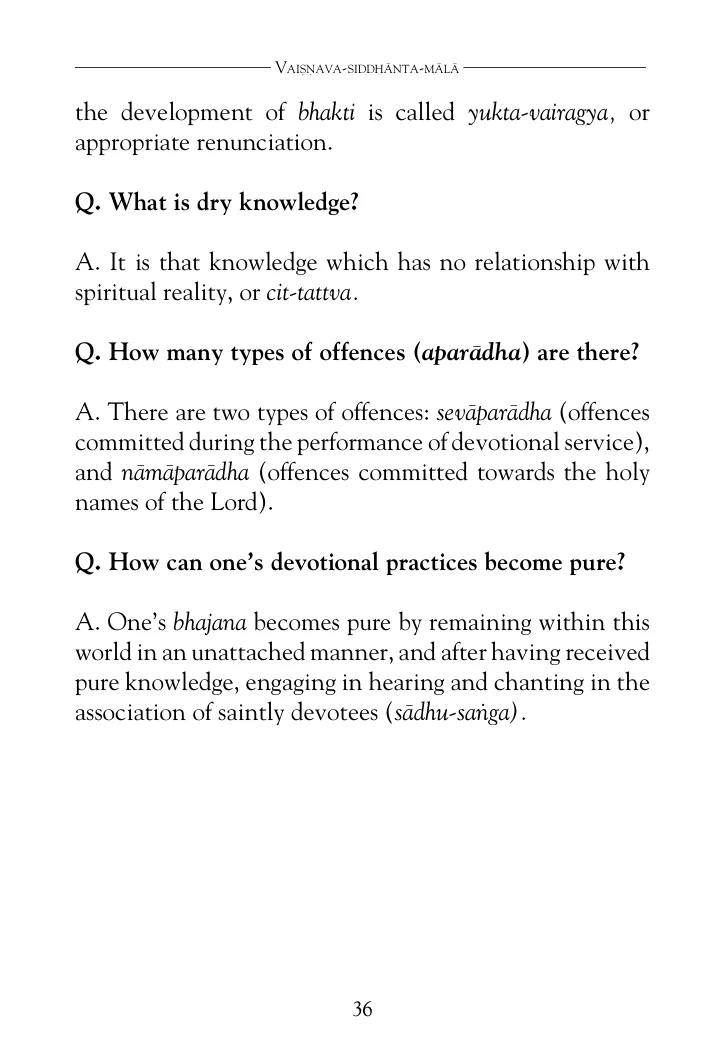 Vaiṣṇava-siddhānta-mālā
the development of bhakti is called yukta-vairagya, or
appropriate renunciation.
Q. What is dry knowledge?
A. It is that knowledge which has no relationship with
spiritual reality, or cit-tattva.
Q. How many types of offences (aparādha) are there?
A. There are two types of offences: sevāparādha (offences
committed during the performance of devotional service),
and nāmāparādha (offences committed towards the holy
names of the Lord).
Q. How can one’s devotional practices become pure?
A. One’s bhajana becomes pure by remaining within this
world in an unattached manner, and after having received
pure knowledge, engaging in hearing and chanting in the
association of saintly devotees (sādhu-saṅga).
36